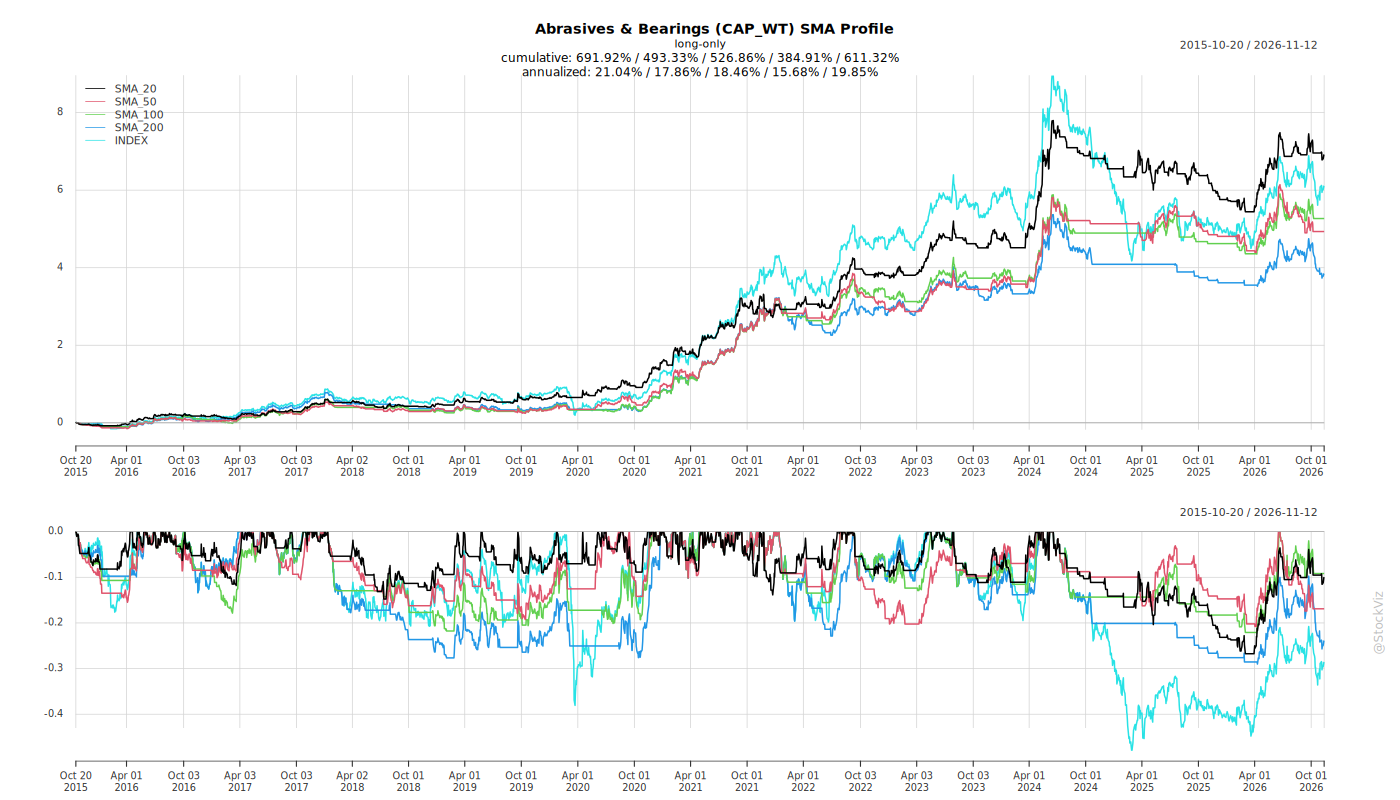 Abrasives & Bearings (CAP_WT) SMA Profile
long-only
cumulative: 691.92% / 493.33% / 526.86% / 384.91% / 611.32%
annualized: 21.04% / 17.86% / 18.46% / 15.68% / 19.85%
2015-10-20 / 2026-11-12
SMA_20
SMA_50
SMA_100
SMA_200
INDEX
8
6
4
2
0
Oct 20 Apr 01 Oct 03 Apr 03 Oct 03 Apr 02 Oct 01 Apr 01 Oct 01 Apr 01 Oct 01 Apr 01 Oct 01 Apr 01 Oct 03 Apr 03 Oct 03 Apr 01 Oct 01 Apr 01 Oct 01 Apr 01 Oct 01
2015 2016 2016 2017 2017 2018 2018 2019 2019 2020 2020 2021 2021 2022 2022 2023 2023 2024 2024 2025 2025 2026 2026
2015-10-20 / 2026-11-12
0.0
-0.1
-0.2
-0.3
-0.4
Oct 20 Apr 01 Oct 03 Apr 03 Oct 03 Apr 02 Oct 01 Apr 01 Oct 01 Apr 01 Oct 01 Apr 01 Oct 01 Apr 01 Oct 03 Apr 03 Oct 03 Apr 01 Oct 01 Apr 01 Oct 01 Apr 01 Oct 01
2015 2016 2016 2017 2017 2018 2018 2019 2019 2020 2020 2021 2021 2022 2022 2023 2023 2024 2024 2025 2025 2026 2026
@StockViz